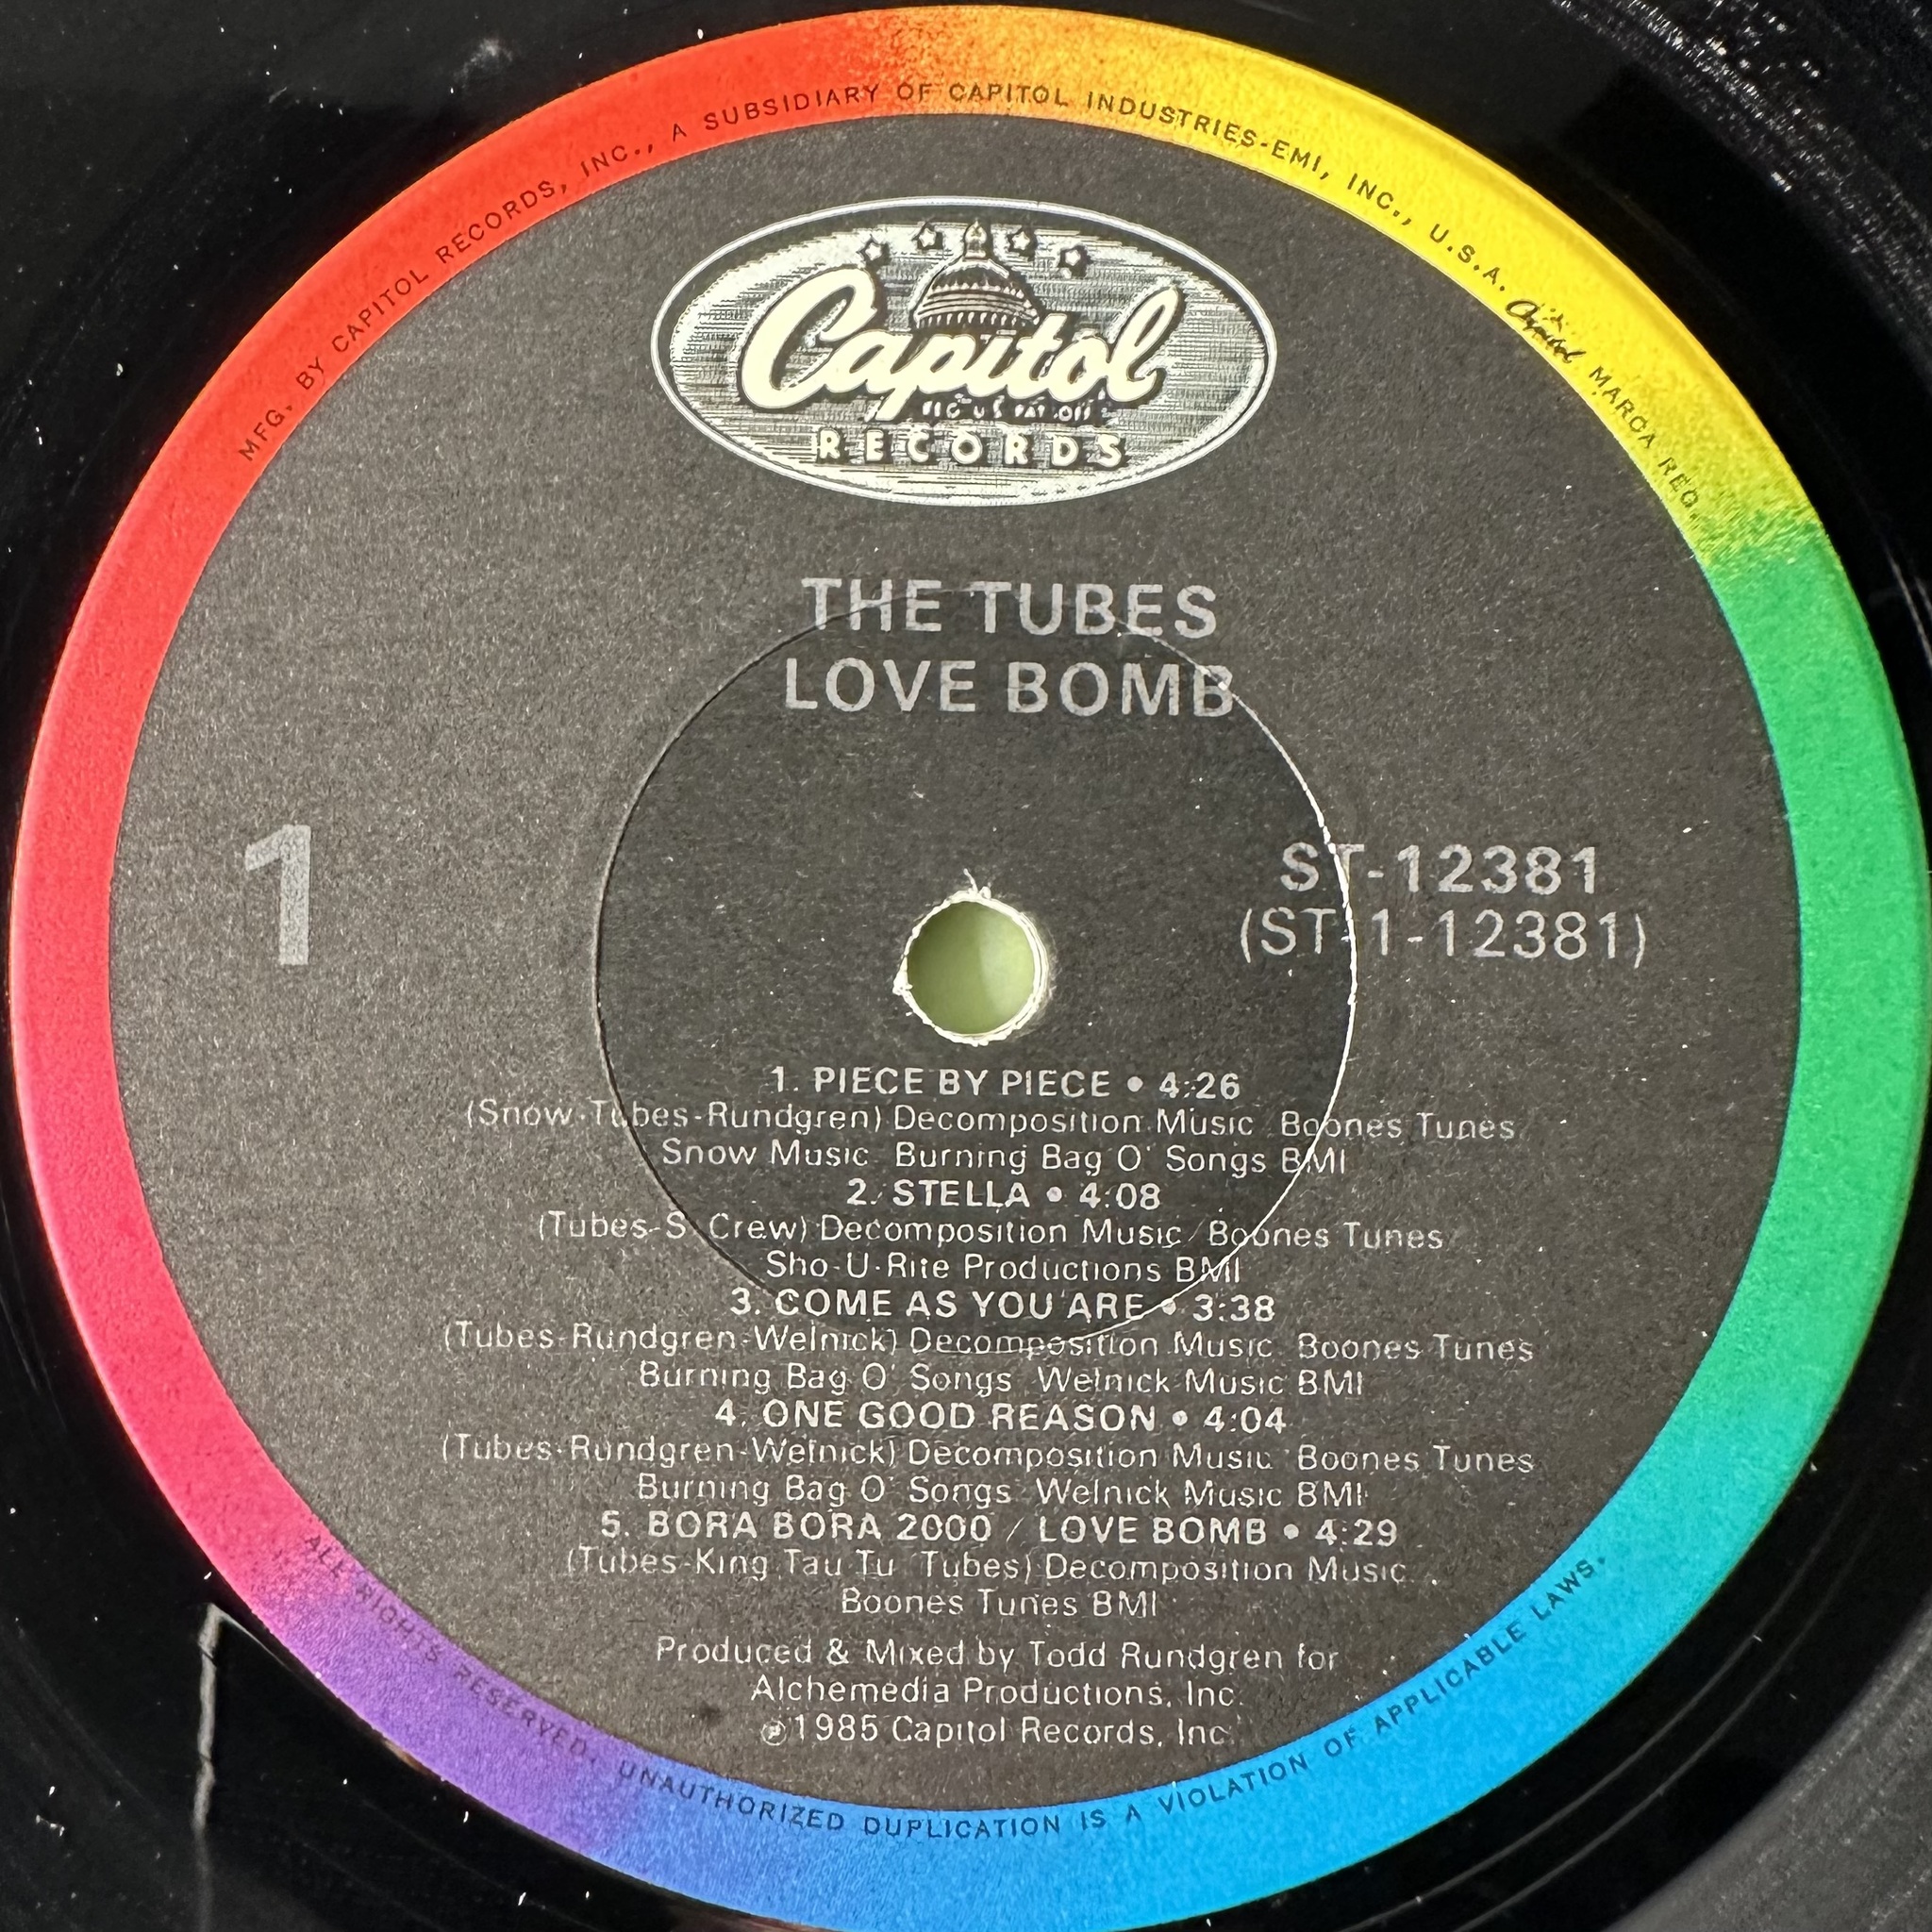 MFG. BY CAPITOL RECORDS, INC., A SUBSIDIARY OF CAPITOL INDUSTRIES-EMI, INC., U.S.A. Capitol MARCA REG.
Capitol
REG US PAT OFF
RECORDS
THE TUBES
LOVE BOMB
1
ST-12381
(ST-1-12381)
1. PIECE BY PIECE • 4:26
(Snow-Tubes-Rundgren) Decomposition Music Boones Tunes
Snow Music Burning Bag O' Songs BMI
2. STELLA • 4:08
(Tubes-S. Crew) Decomposition Music/Boones Tunes
Sho-U-Rite Productions BMI
3. COME AS YOU ARE • 3:38
(Tubes-Rundgren-Welnick) Decomposition Music Boones Tunes
Burning Bag O' Songs Welnick Music BMI
4. ONE GOOD REASON • 4:04
(Tubes-Rundgren-Welnick) Decomposition Music Boones Tunes
Burning Bag O' Songs Welnick Music BMI
5. BORA BORA 2000 / LOVE BOMB • 4:29
(Tubes-King Tau Tu Tubes) Decomposition Music
Boones Tunes BMI
Produced & Mixed by Todd Rundgren for
Alchemedia Productions, Inc.
℗1985 Capitol Records, Inc.
ALL RIGHTS RESERVED. UNAUTHORIZED DUPLICATION IS A VIOLATION OF APPLICABLE LAWS.